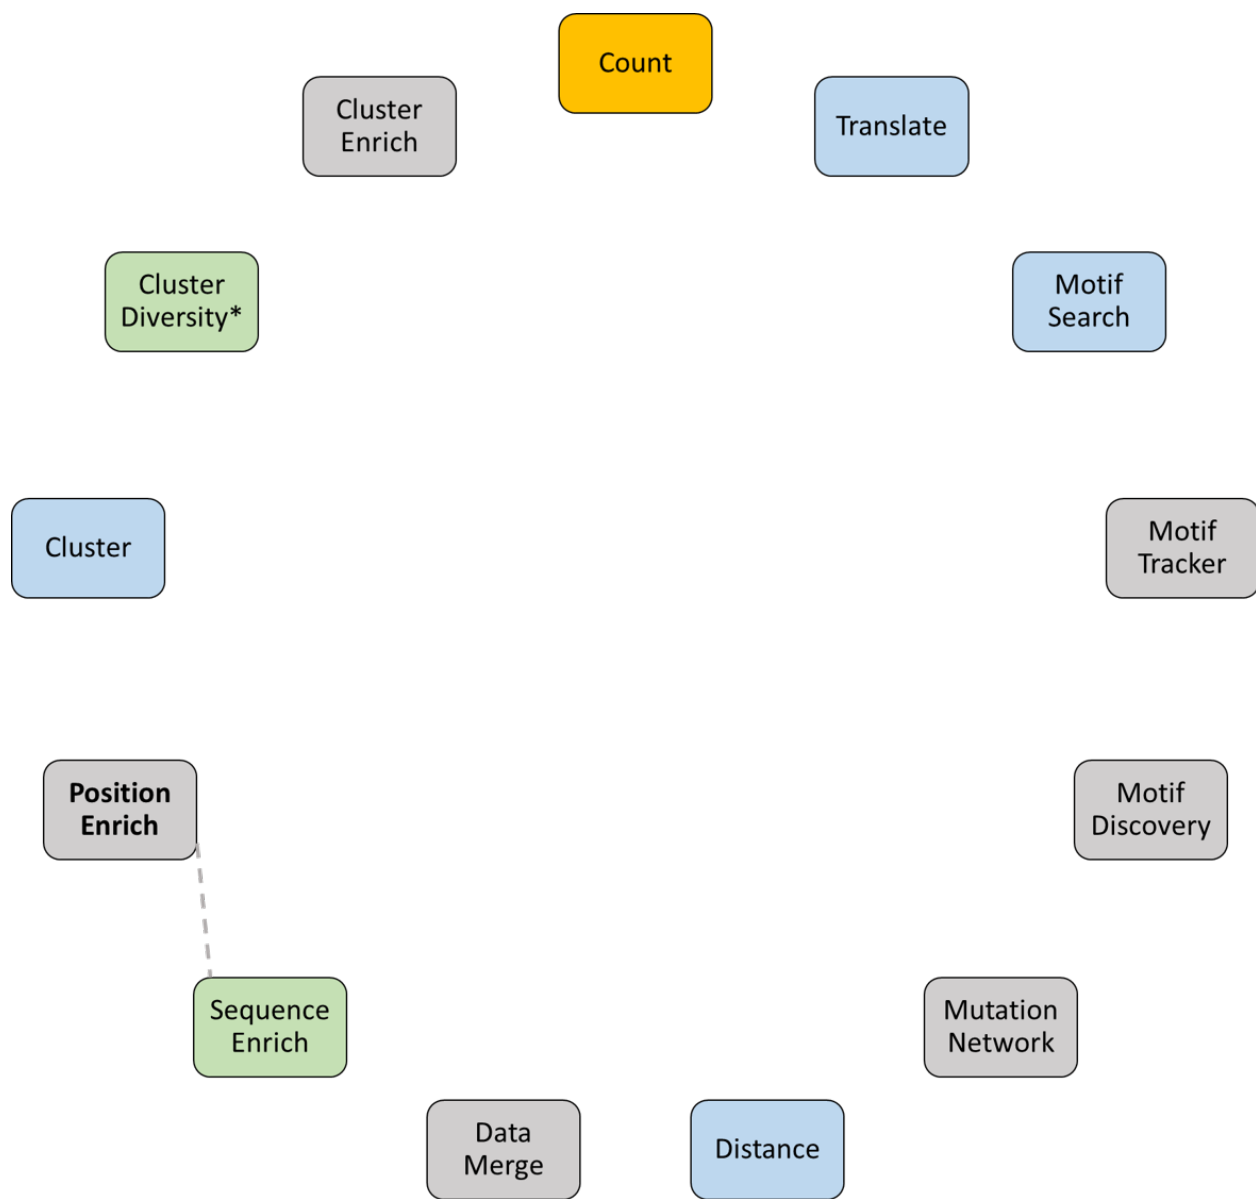 Count
Cluster
Enrich
Translate
Cluster
Diversity*
Motif
Search
Cluster
Motif
Tracker
Position
Enrich
Motif
Discovery
Sequence
Enrich
Mutation
Network
Data
Merge
Distance